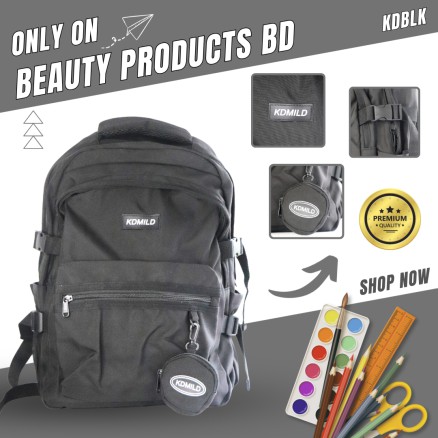 ONLY ON
BEAUTY PRODUCTS BD
KDBLK
KDMILD
KDMILD
KDMILD
PREMIUM
QUALITY
SHOP NOW
KDMILD